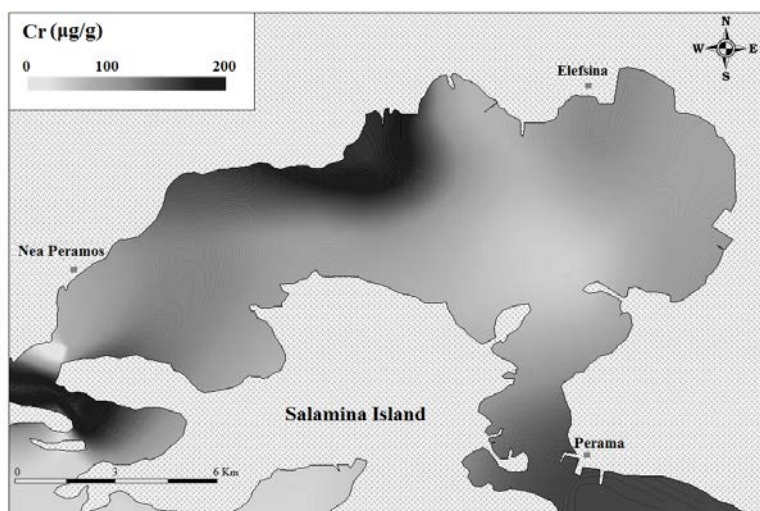 Cr (µg/g)
0 100 200
N
W E
S
Elefsina
Nea Peramos
Salamina Island
Perama
0 3 6 Km